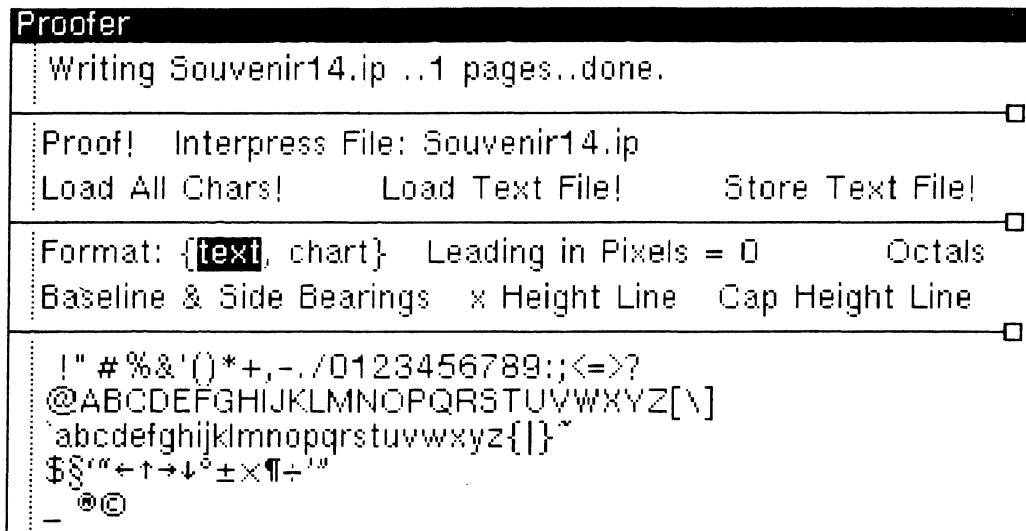 Proofer
Writing Souvenir14.ip ..1 pages..done.
Proof!   Interpress File: Souvenir14.ip
Load All Chars!   Load Text File!   Store Text File!
Format: {text, chart}   Leading in Pixels = 0   Octals
Baseline & Side Bearings   x Height Line   Cap Height Line
!"#%&'()*+,-./0123456789:;<=>?
@ABCDEFGHIJKLMNOPQRSTUVWXYZ[\]
`abcdefghijklmnopqrstuvwxyz{|}~
$§‘“←↑→↓°±×¶÷’”
_ ®©